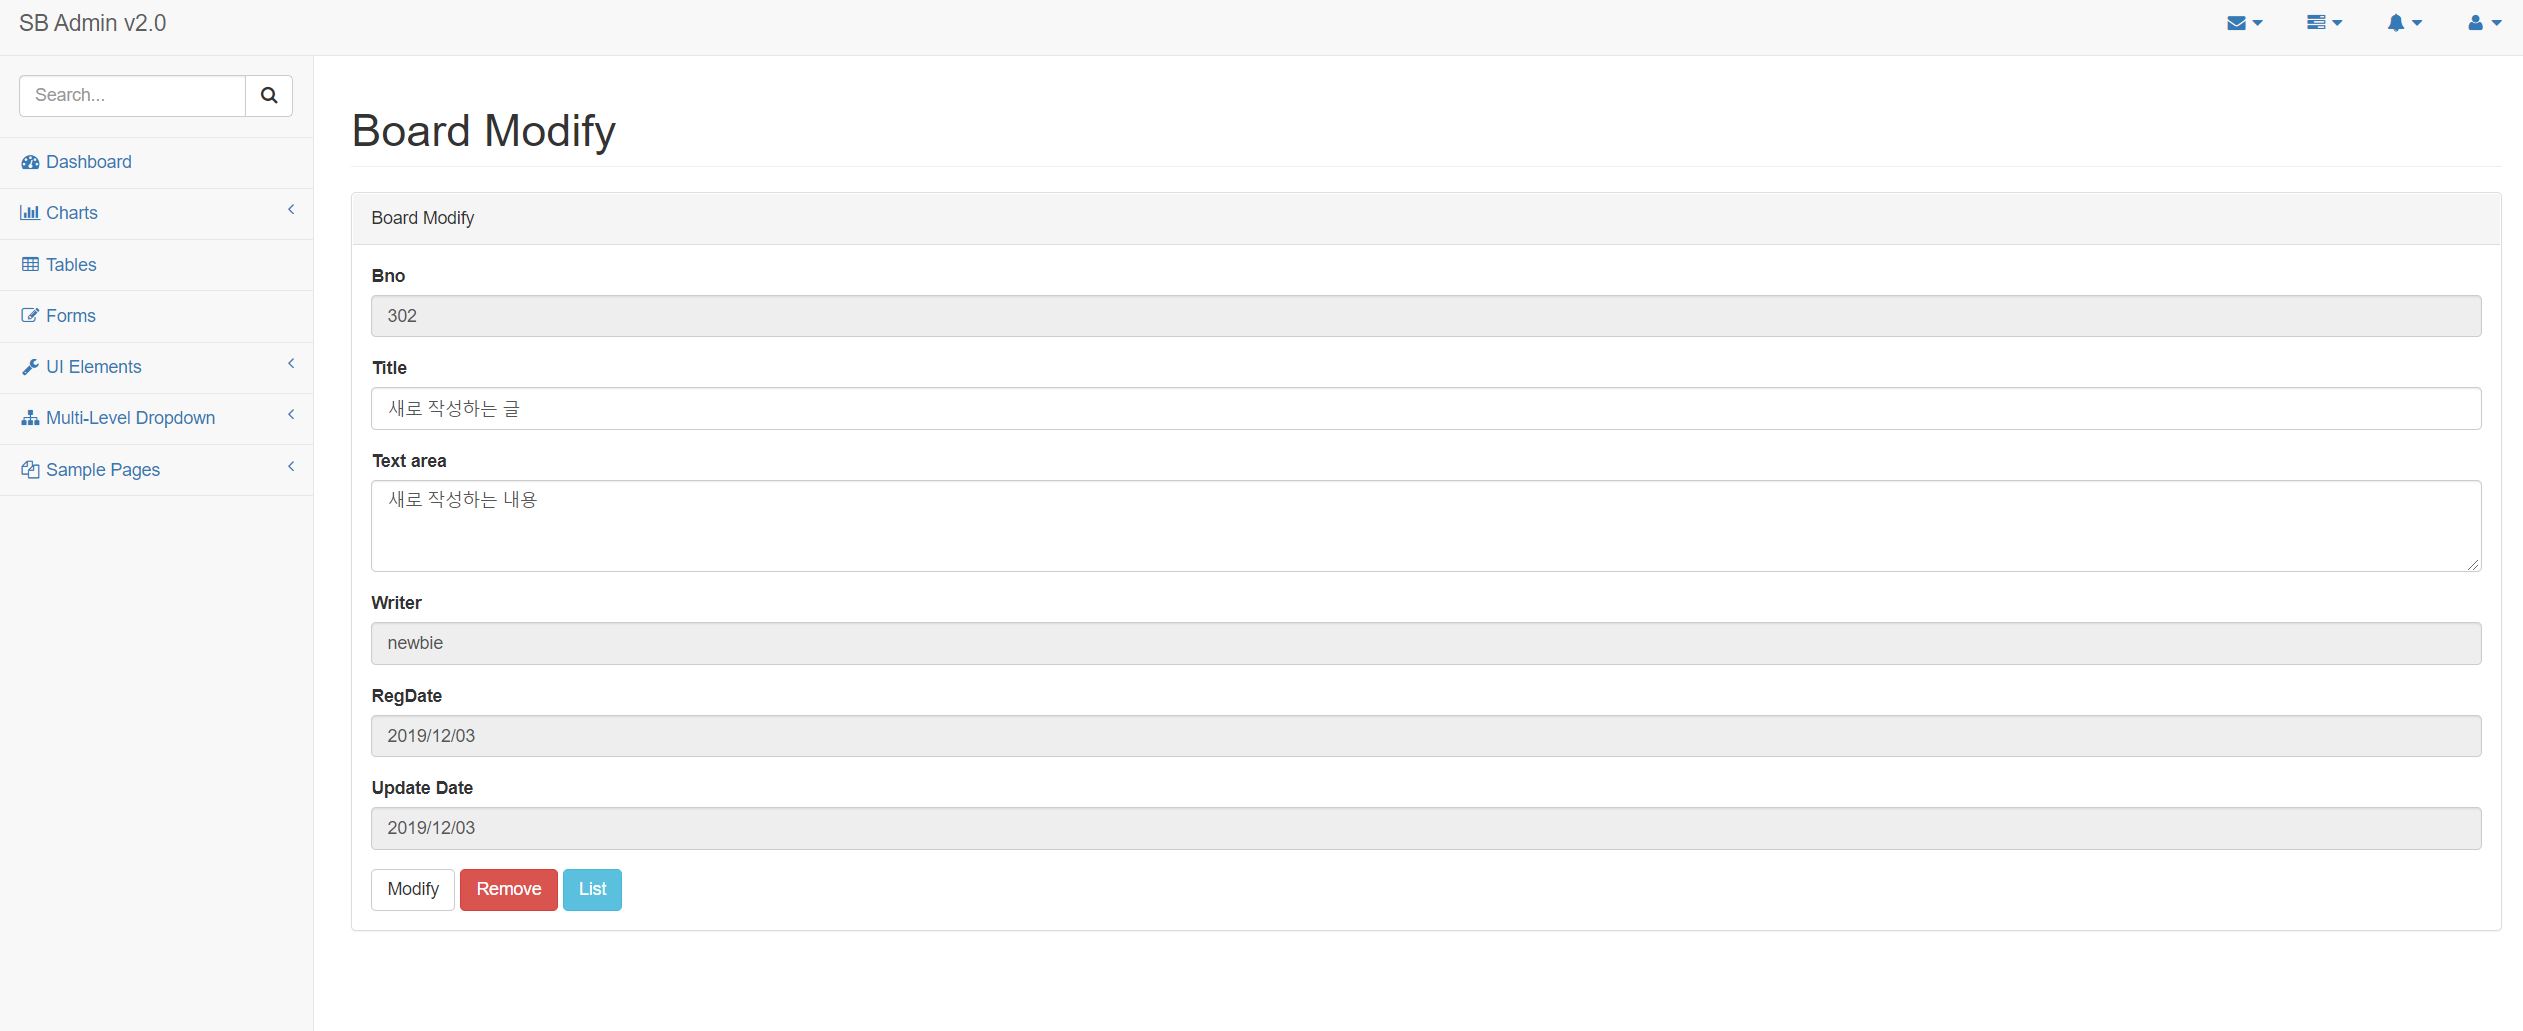 SB Admin v2.0
Search...
Dashboard
Charts
Tables
Forms
UI Elements
Multi-Level Dropdown
Sample Pages
Board Modify
Board Modify
Bno
302
Title
새로 작성하는 글
Text area
새로 작성하는 내용
Writer
newbie
RegDate
2019/12/03
Update Date
2019/12/03
Modify Remove List